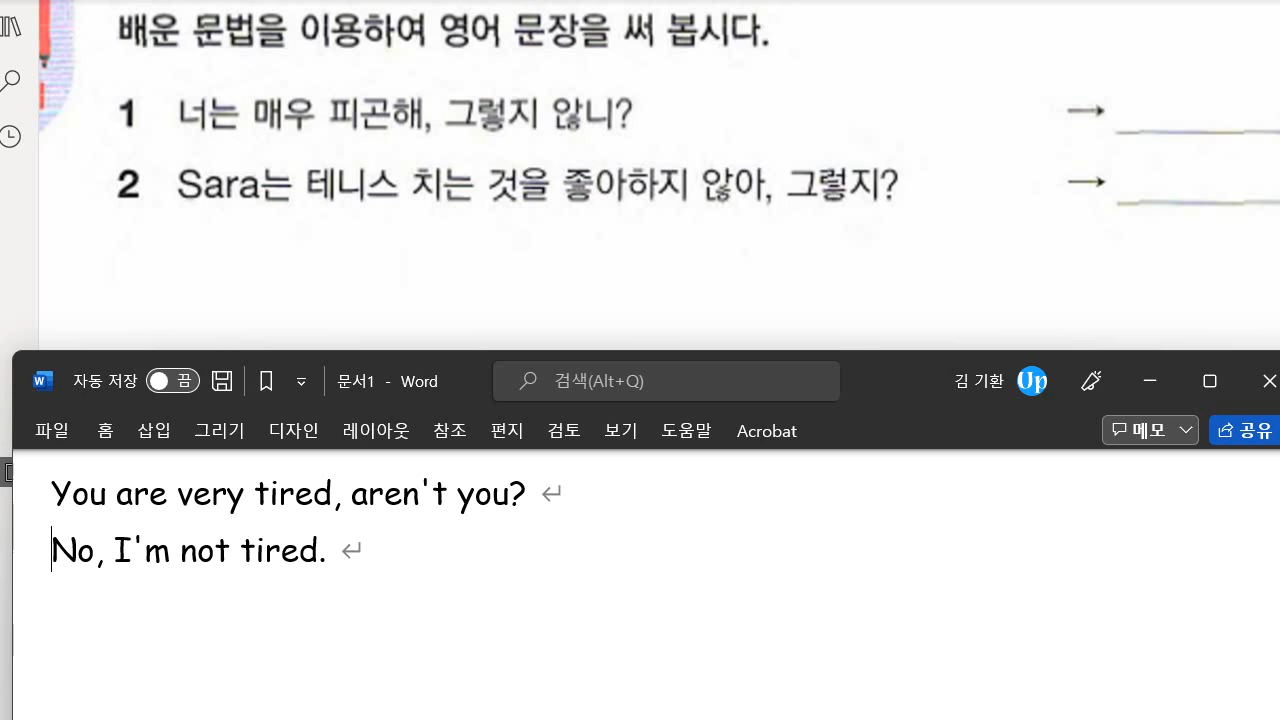 배운 문법을 이용하여 영어 문장을 써 봅시다.
1 너는 매우 피곤해, 그렇지 않니? →
2 Sara는 테니스 치는 것을 좋아하지 않아, 그렇지? →
자동 저장 끔 문서1 - Word 검색(Alt+Q) 김 기환 Up
파일 홈 삽입 그리기 디자인 레이아웃 참조 편지 검토 보기 도움말 Acrobat 메모 공유
You are very tired, aren't you? ↵
No, I'm not tired. ↵